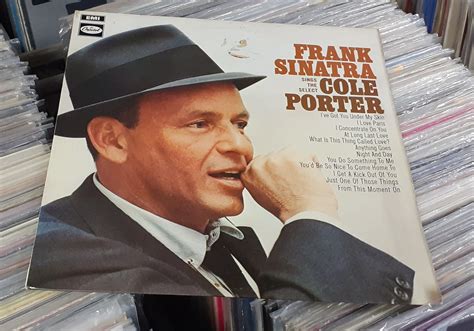 EMI
Capitol
FRANK
SINATRA
SINGS
THE
SELECT
COLE
PORTER
I've Got You Under My Skin
I Love Paris
I Concentrate On You
At Long Last Love
What Is This Thing Called Love?
Anything Goes
Night And Day
You Do Something To Me
You'd Be So Nice To Come Home To
I Get A Kick Out Of You
Just One Of Those Things
From This Moment On